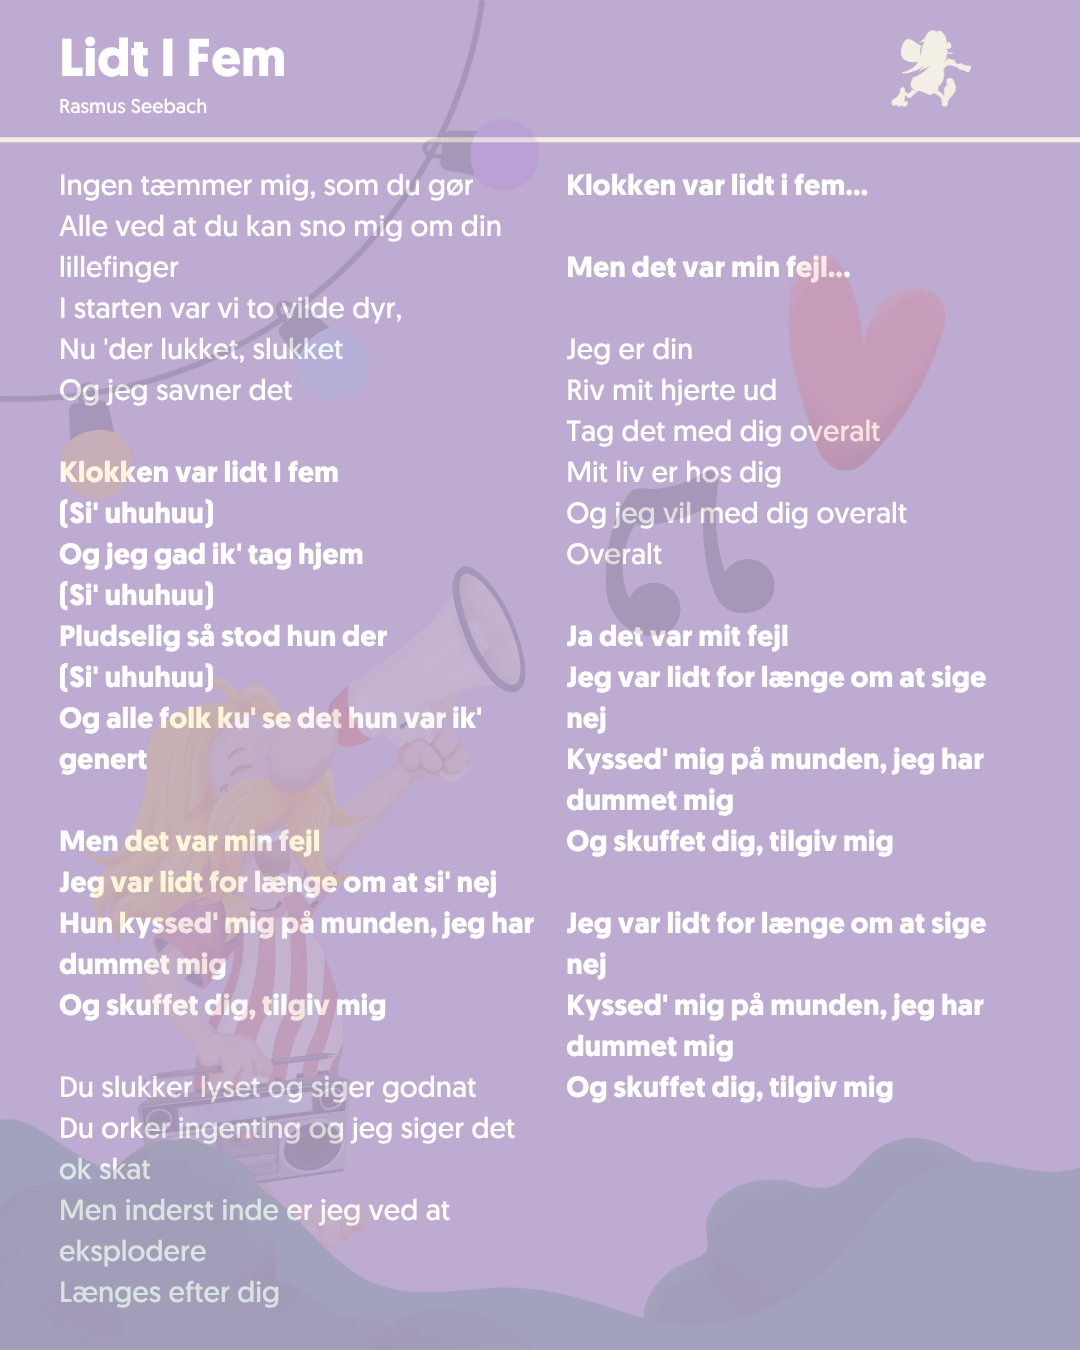 Lidt I Fem
Rasmus Seebach
Ingen tæmmer mig, som du gør
Alle ved at du kan sno mig om din
lillefinger
I starten var vi to vilde dyr,
Nu 'der lukket, slukket
Og jeg savner det
Klokken var lidt I fem
(Si' uhuhuu)
Og jeg gad ik' tag hjem
(Si' uhuhuu)
Pludselig så stod hun der
(Si' uhuhuu)
Og alle folk ku' se det hun var ik'
genert
Men det var min fejl
Jeg var lidt for længe om at si' nej
Hun kyssed' mig på munden, jeg har
dummet mig
Og skuffet dig, tilgiv mig
Du slukker lyset og siger godnat
Du orker ingenting og jeg siger det
ok skat
Men inderst inde er jeg ved at
eksplodere
Længes efter dig
Klokken var lidt i fem...
Men det var min fejl...
Jeg er din
Riv mit hjerte ud
Tag det med dig overalt
Mit liv er hos dig
Og jeg vil med dig overalt
Overalt
Ja det var mit fejl
Jeg var lidt for længe om at sige
nej
Kyssed' mig på munden, jeg har
dummet mig
Og skuffet dig, tilgiv mig
Jeg var lidt for længe om at sige
nej
Kyssed' mig på munden, jeg har
dummet mig
Og skuffet dig, tilgiv mig